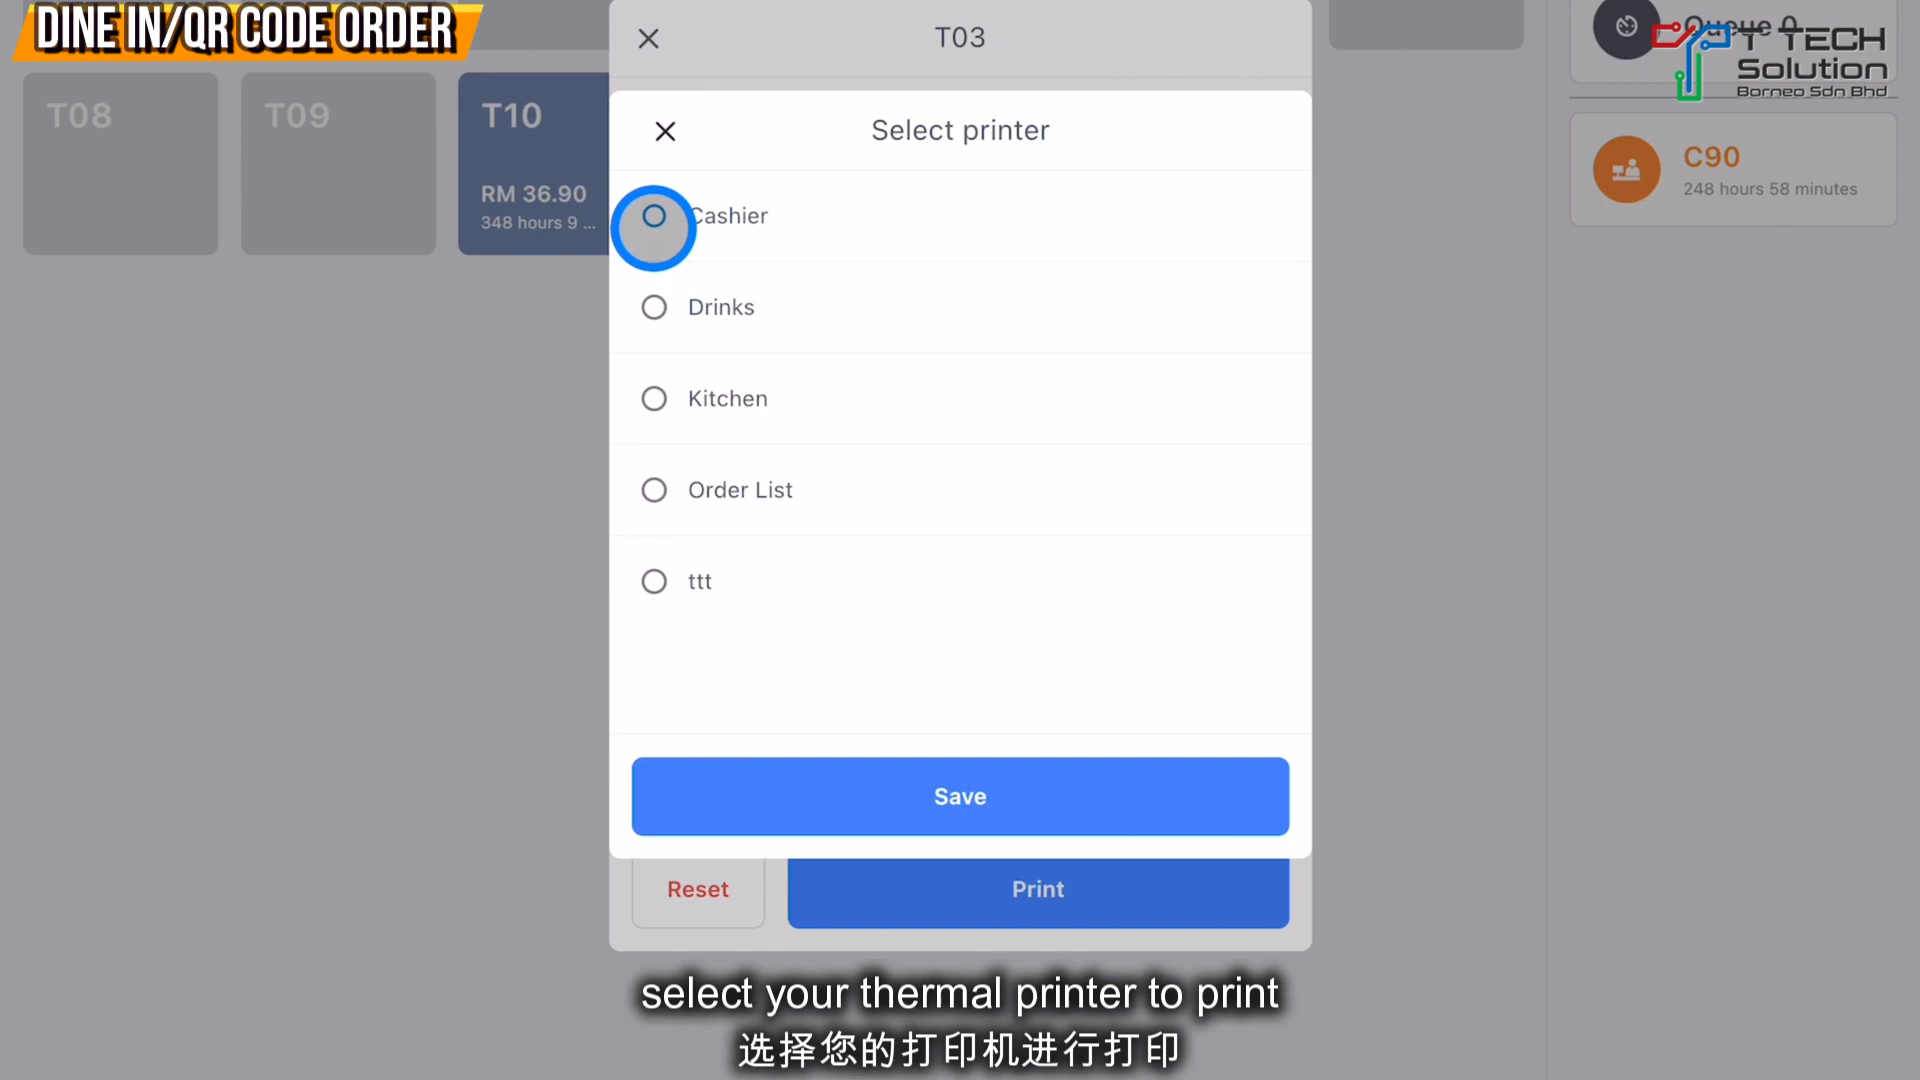 DINE IN/QR CODE ORDER
T03
Queue 0
T TECH
Solution
Borneo Sdn Bhd
T08
T09
T10
RM 36.90
348 hours 9 ...
Select printer
C90
248 hours 58 minutes
Cashier
Drinks
Kitchen
Order List
ttt
Save
Reset
Print
select your thermal printer to print
选择您的打印机进行打印